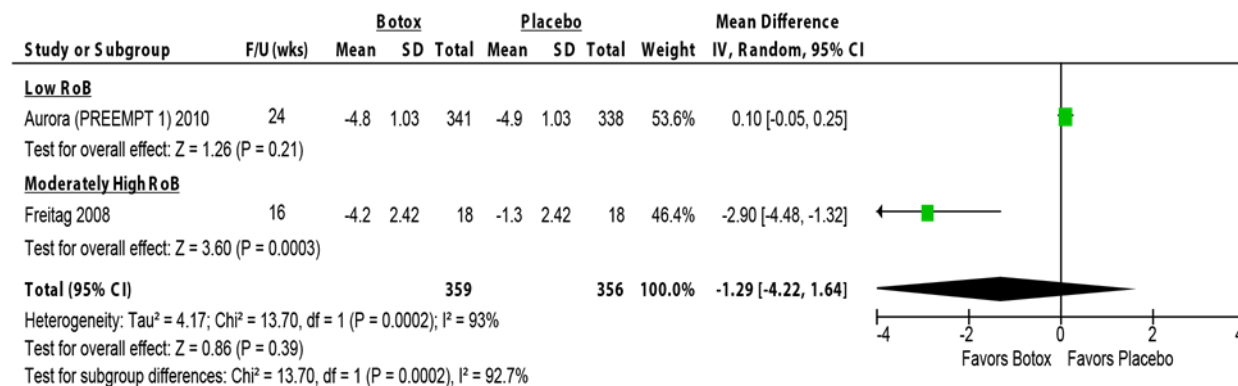 Botox Placebo Mean Difference
Study or Subgroup F/U (wks) Mean SD Total Mean SD Total Weight IV, Random, 95% CI
Low RoB
Aurora (PREEMPT 1) 2010 24 -4.8 1.03 341 -4.9 1.03 338 53.6% 0.10 [-0.05, 0.25]
Test for overall effect: Z = 1.26 (P = 0.21)
Moderately High RoB
Freitag 2008 16 -4.2 2.42 18 -1.3 2.42 18 46.4% -2.90 [-4.48, -1.32]
Test for overall effect: Z = 3.60 (P = 0.0003)
Total (95% CI) 359 356 100.0% -1.29 [-4.22, 1.64]
Heterogeneity: Tau² = 4.17; Chi² = 13.70, df = 1 (P = 0.0002); I² = 93%
Test for overall effect: Z = 0.86 (P = 0.39)
Test for subgroup differences: Chi² = 13.70, df = 1 (P = 0.0002), I² = 92.7%
-4 -2 0 2 4
Favors Botox Favors Placebo